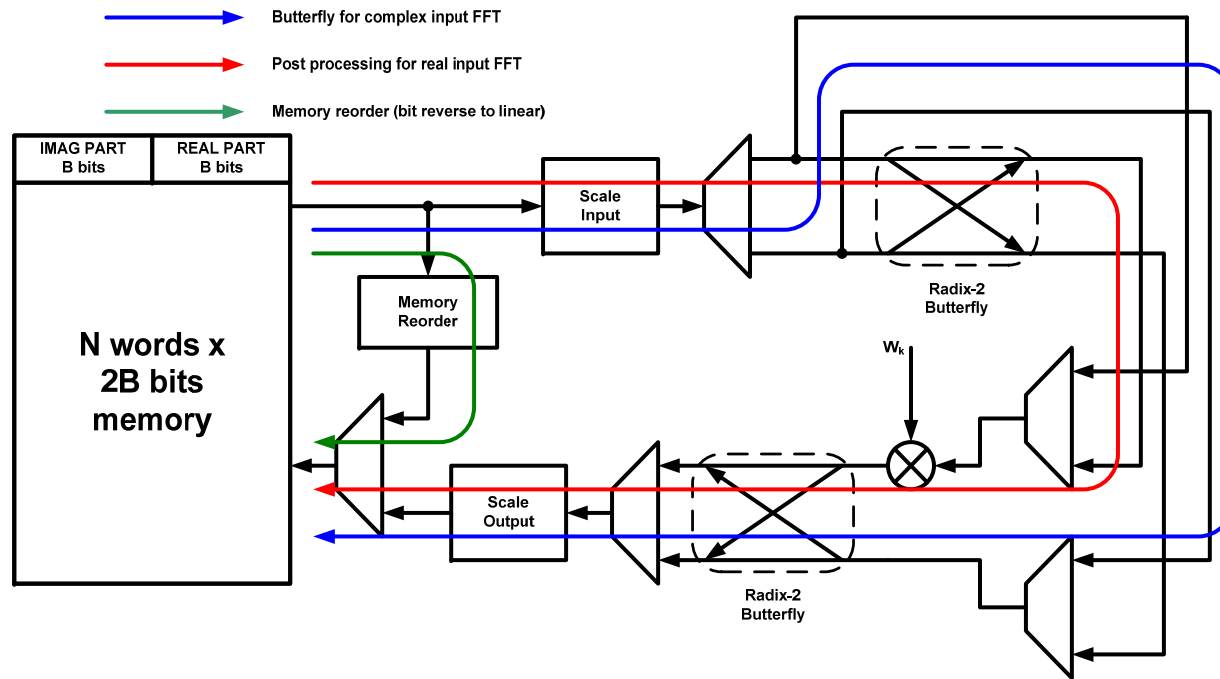 Butterfly for complex input FFT
Post processing for real input FFT
Memory reorder (bit reverse to linear)
IMAG PART
B bits
REAL PART
B bits
Scale
Input
Radix-2
Butterfly
Memory
Reorder
N words x
2B bits
memory
Wk
Scale
Output
Radix-2
Butterfly